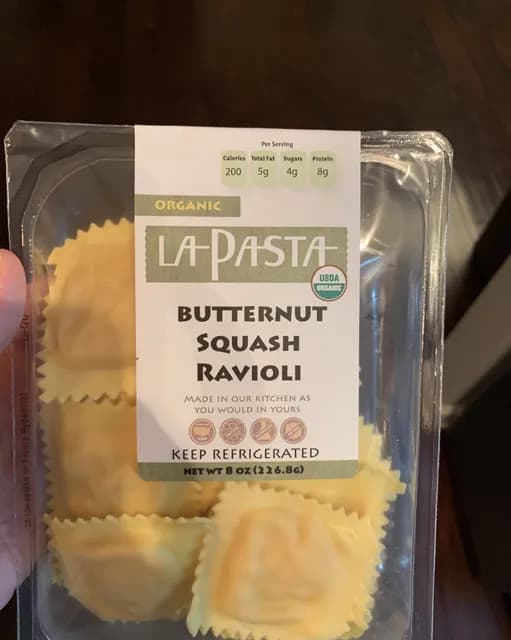 Per Serving
Calories Total Fat Sugars Protein
200 5g 4g 8g
ORGANIC
LA PASTA
USDA
ORGANIC
BUTTERNUT
SQUASH
RAVIOLI
MADE IN OUR KITCHEN AS
YOU WOULD IN YOURS
KEEP REFRIGERATED
NET WT 8 OZ (226.8G)